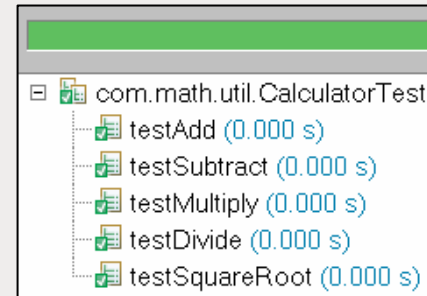 com.math.util.CalculatorTest
testAdd (0.000 s)
testSubtract (0.000 s)
testMultiply (0.000 s)
testDivide (0.000 s)
testSquareRoot (0.000 s)